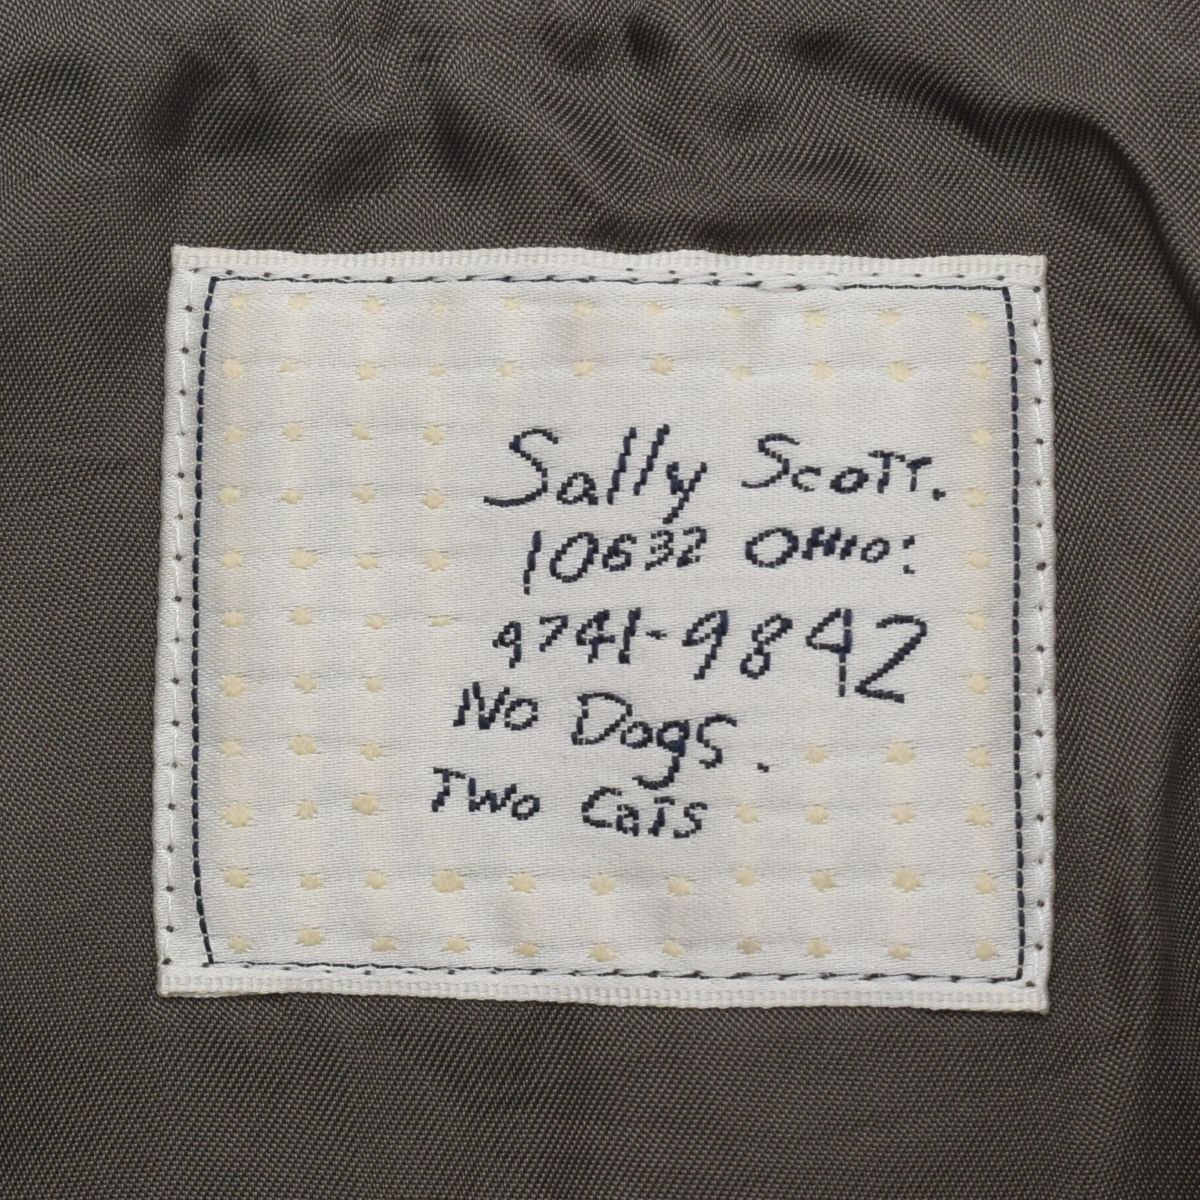 Sally Scott.
10632 Ohio:
9741-9842
No Dogs.
Two Cats